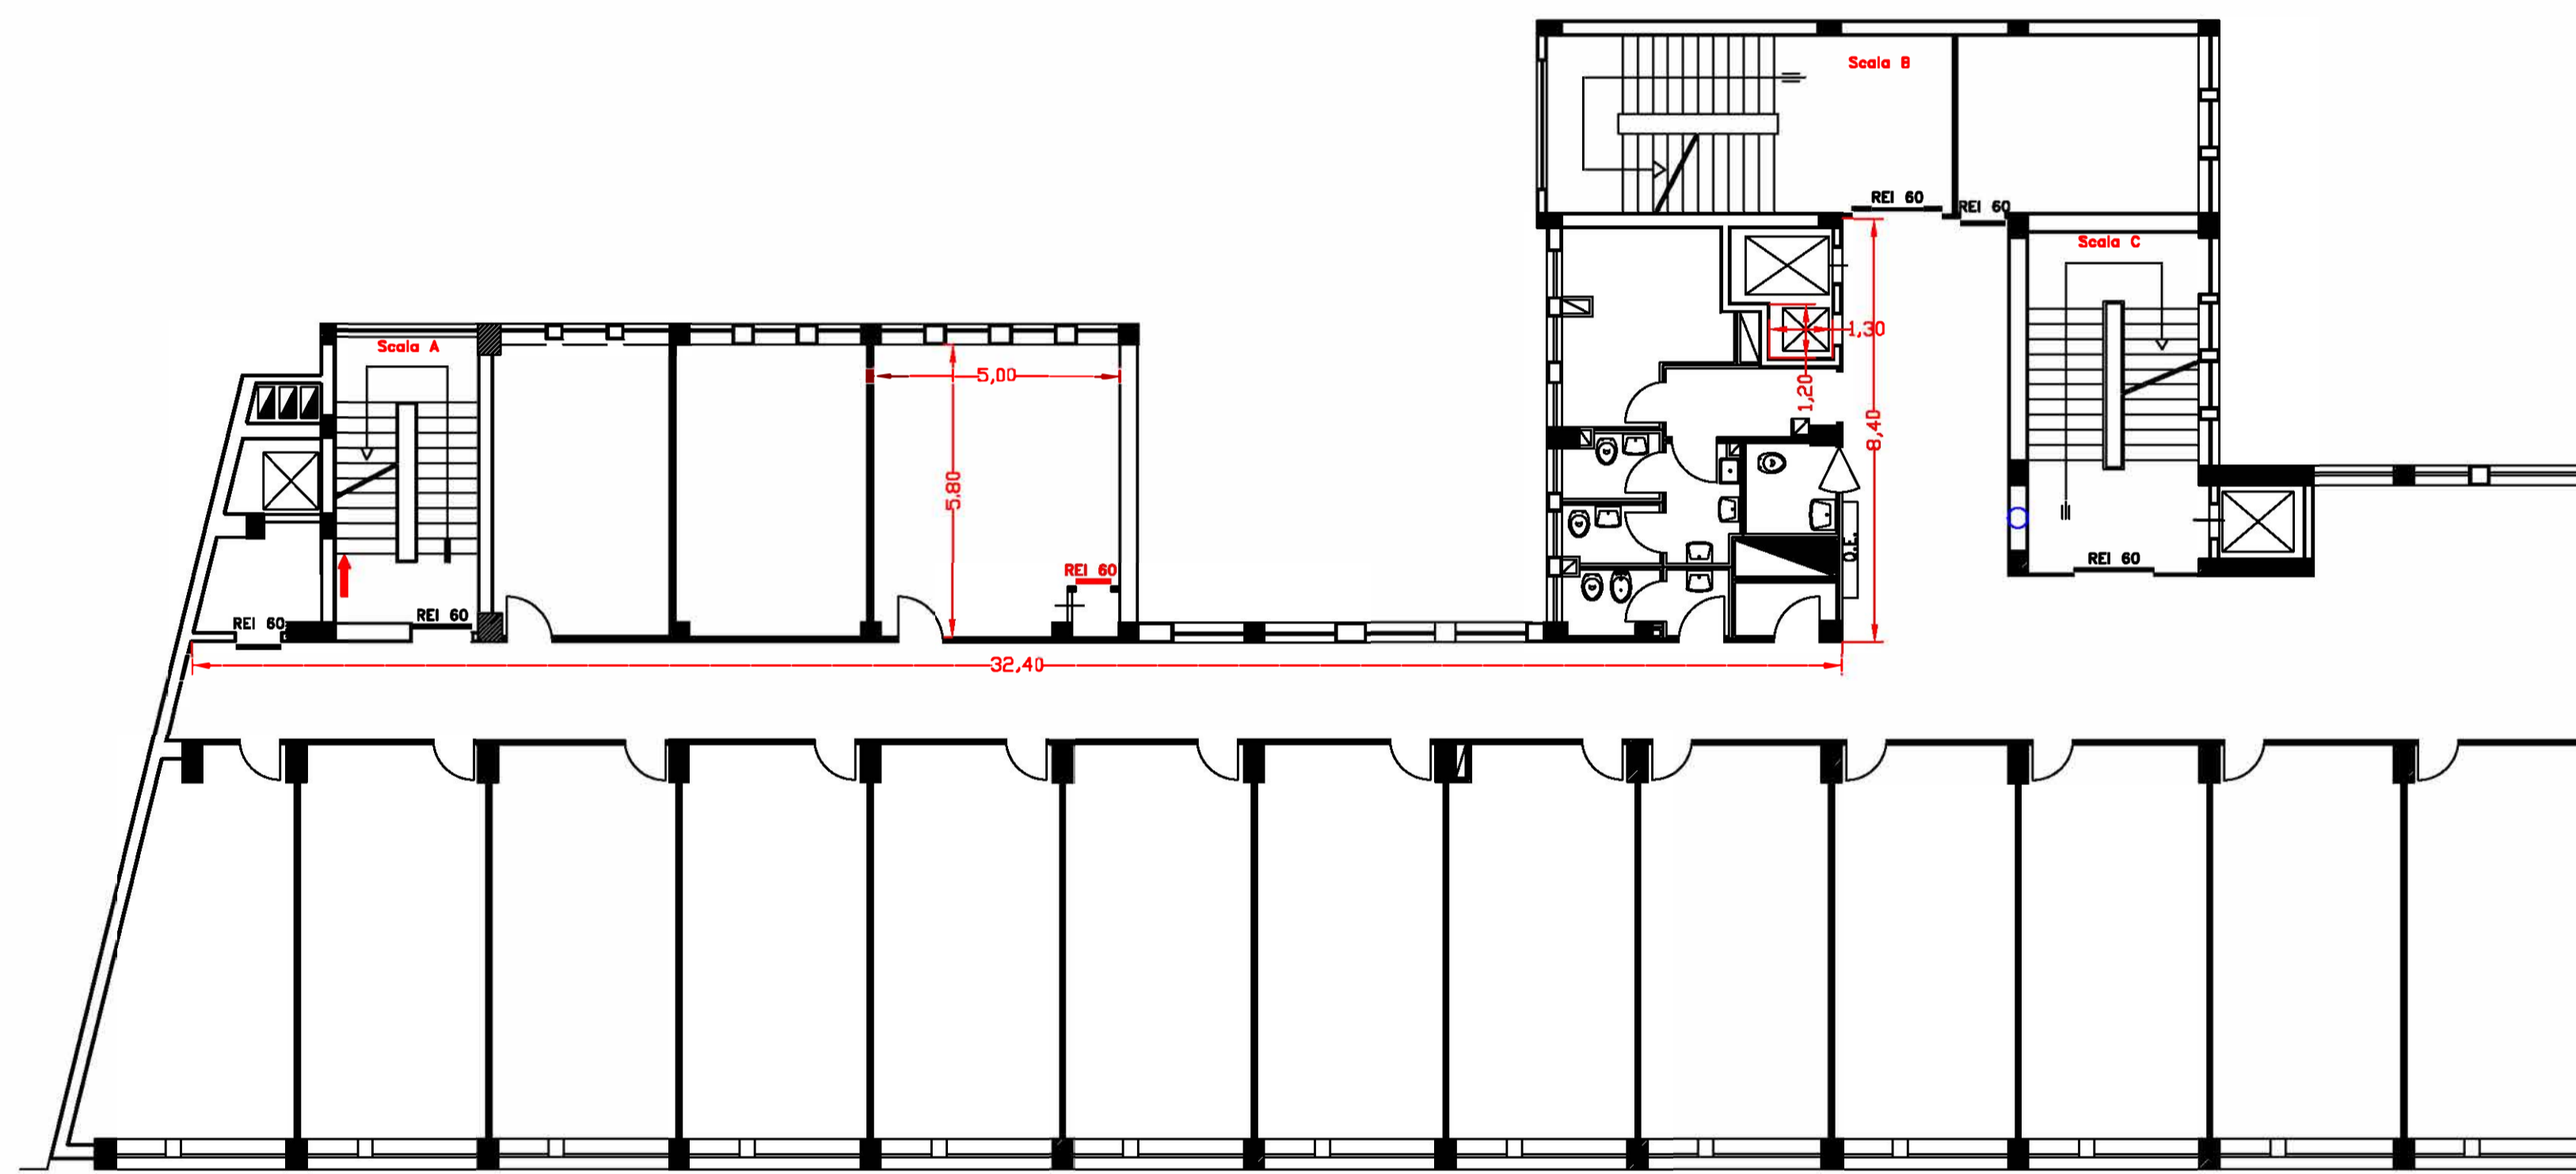 Scala B
REI 60
REI 60
Scala C
1,30
Scala A
5,00
1,20
8,40
5,80
Q.E.
REI 60
REI 60
REI 60
REI 60
32,40